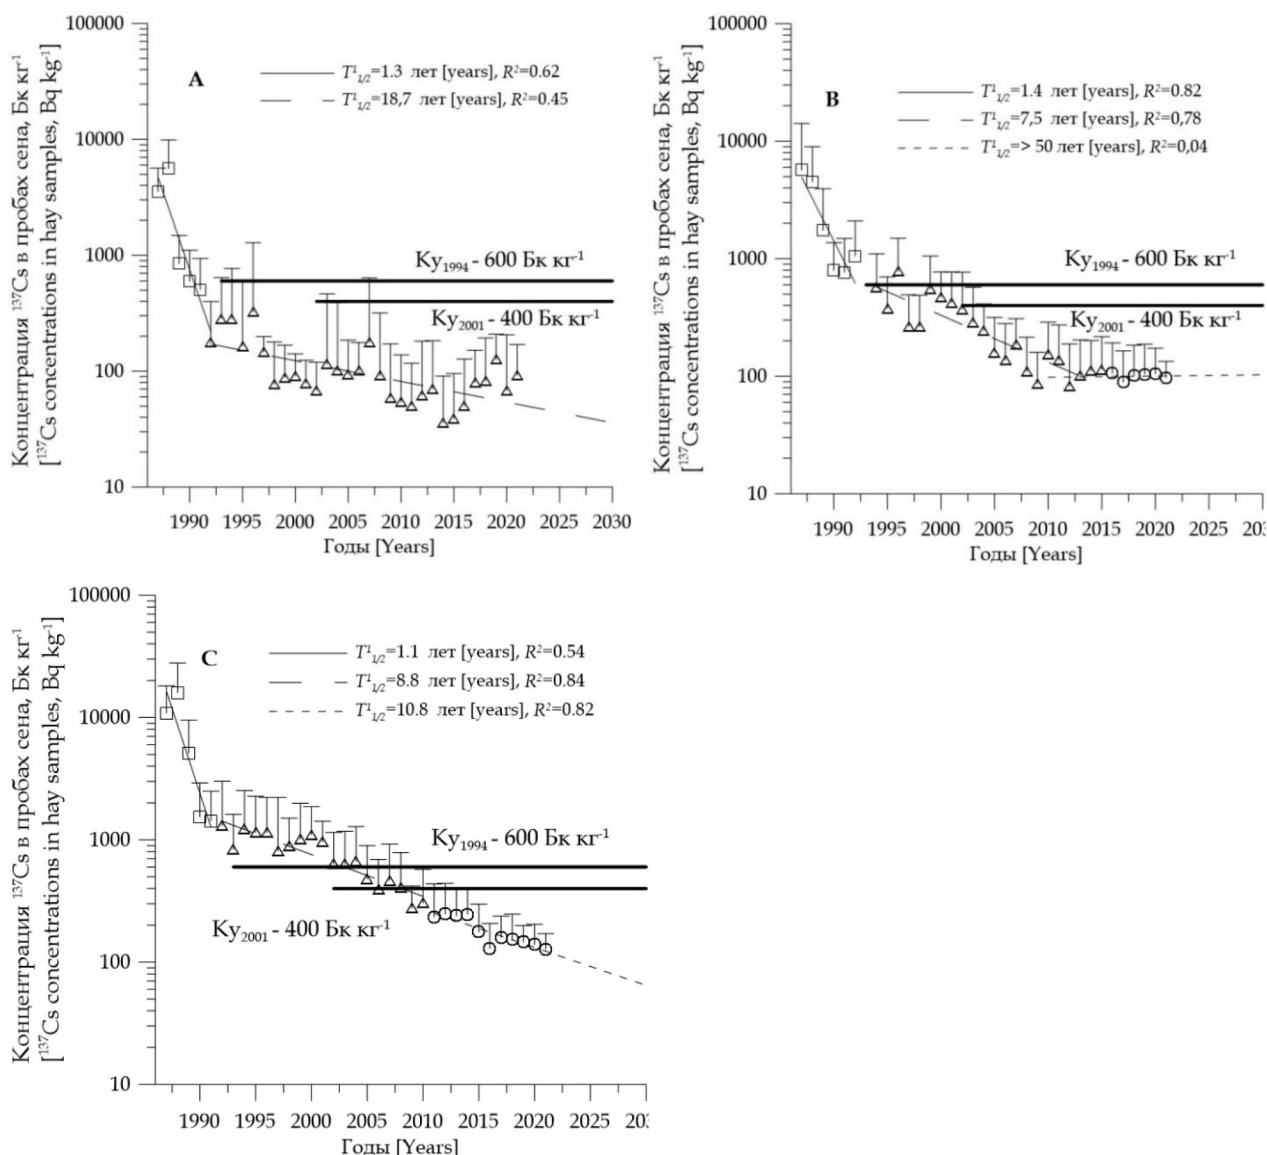 Концентрация ¹³⁷Cs в пробах сена, Бк кг⁻¹
[¹³⁷Cs concentrations in hay samples, Bq kg⁻¹]
100000
10000
1000
100
10
A
T¹₁/₂=1.3 лет [years], R²=0.62
T¹₁/₂=18,7 лет [years], R²=0.45
Ку₁₉₉₄ - 600 Бк кг⁻¹
Ку₂₀₀₁ - 400 Бк кг⁻¹
1990 1995 2000 2005 2010 2015 2020 2025 2030
Годы [Years]
Концентрация ¹³⁷Cs в пробах сена, Бк кг⁻¹
[¹³⁷Cs concentrations in hay samples, Bq kg⁻¹]
100000
10000
1000
100
10
B
T¹₁/₂=1.4 лет [years], R²=0.82
T¹₁/₂=7,5 лет [years], R²=0,78
T¹₁/₂=> 50 лет [years], R²=0,04
Ку₁₉₉₄ - 600 Бк кг⁻¹
Ку₂₀₀₁ - 400 Бк кг⁻¹
1990 1995 2000 2005 2010 2015 2020 2025
Годы [Years]
Концентрация ¹³⁷Cs в пробах сена, Бк кг⁻¹
[¹³⁷Cs concentrations in hay samples, Bq kg⁻¹]
100000
10000
1000
100
10
C
T¹₁/₂=1.1 лет [years], R²=0.54
T¹₁/₂=8.8 лет [years], R²=0.84
T¹₁/₂=10.8 лет [years], R²=0.82
Ку₁₉₉₄ - 600 Бк кг⁻¹
Ку₂₀₀₁ - 400 Бк кг⁻¹
1990 1995 2000 2005 2010 2015 2020 2025
Годы [Years]